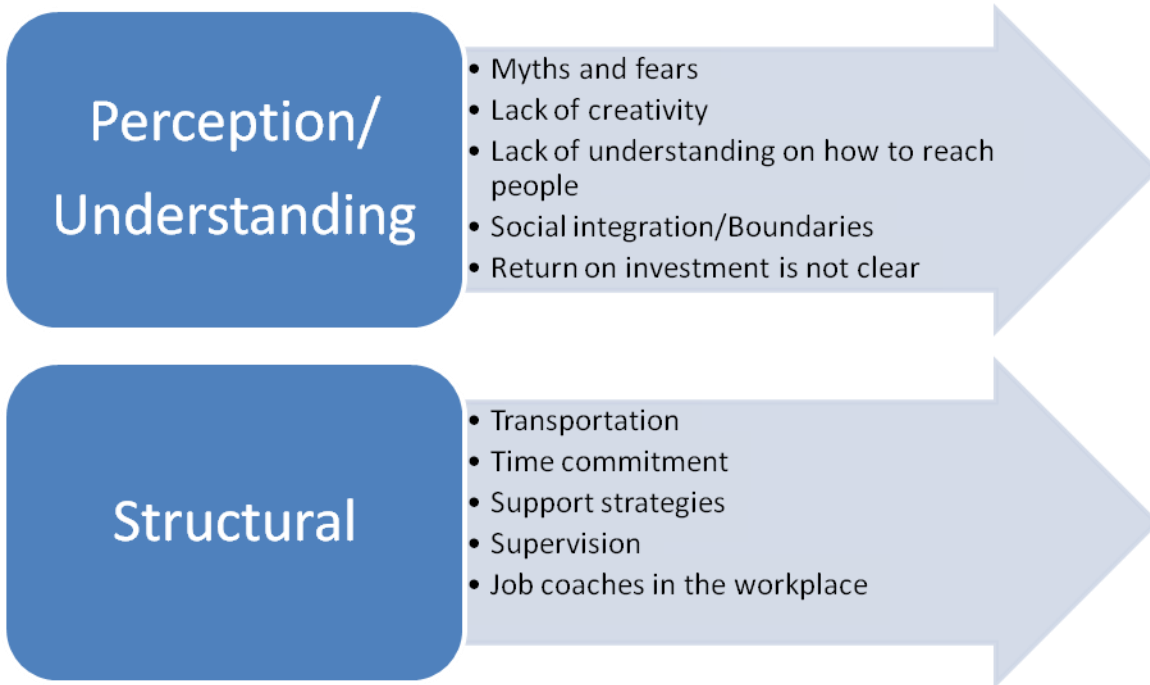 Perception/
Understanding
• Myths and fears
• Lack of creativity
• Lack of understanding on how to reach
people
• Social integration/Boundaries
• Return on investment is not clear
Structural
• Transportation
• Time commitment
• Support strategies
• Supervision
• Job coaches in the workplace